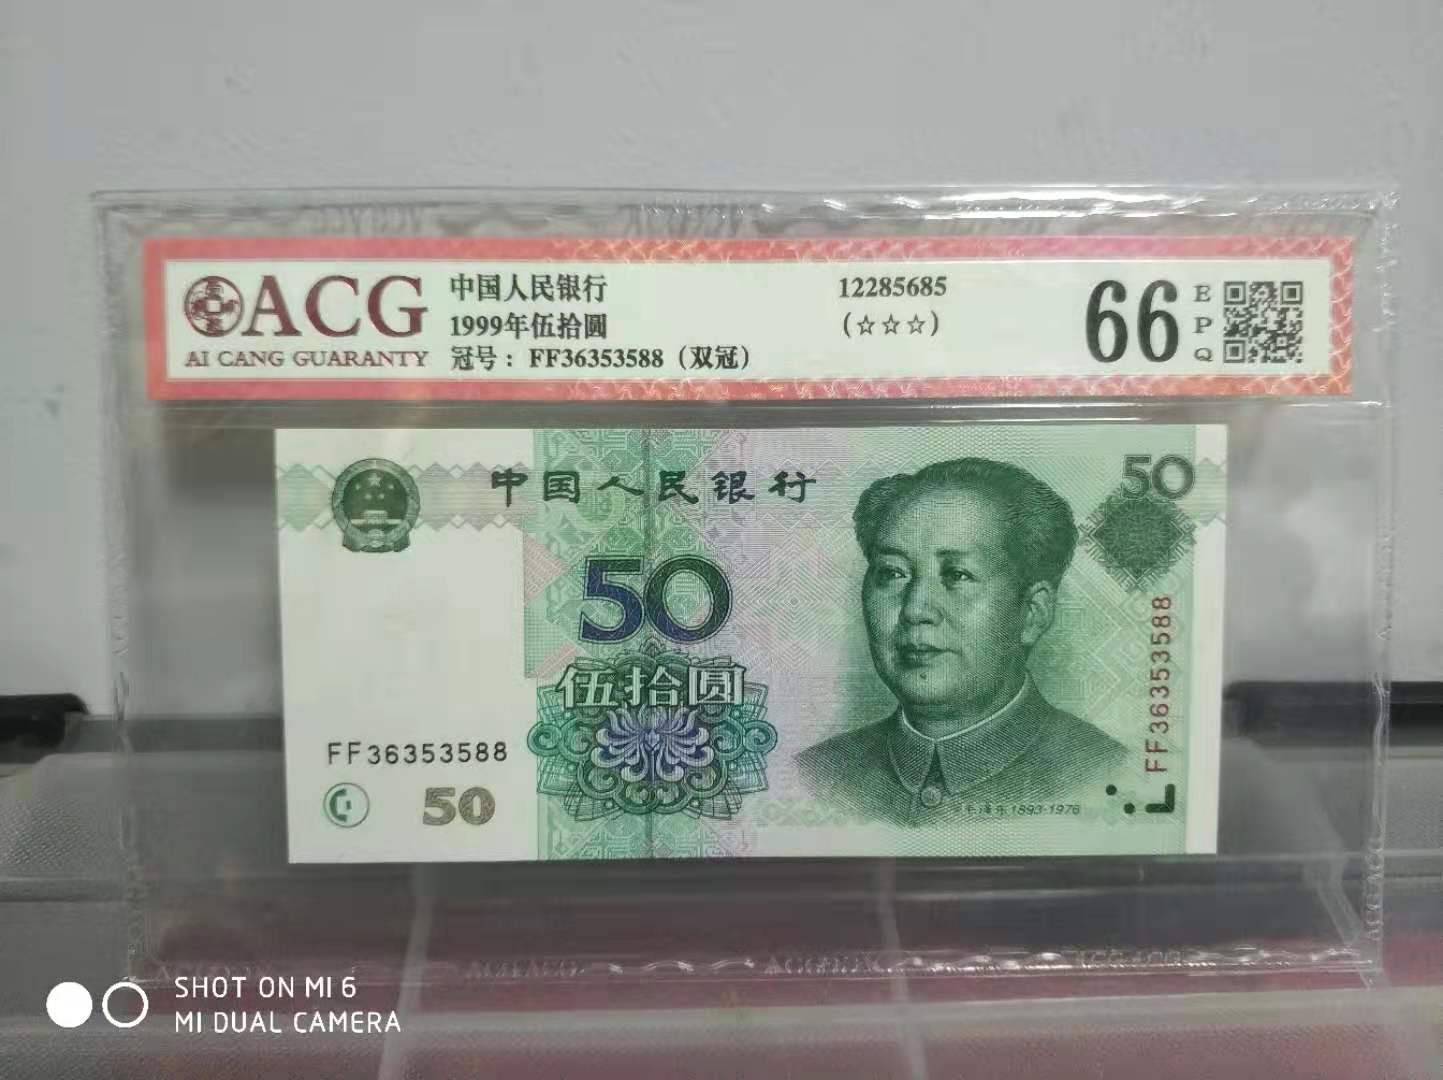 ACG
AI CANG GUARANTY
中国人民银行
1999年伍拾圆
冠号：FF36353588（双冠）
12285685
(☆☆☆)
66
EPQ
中国人民银行
50
50
伍拾圆
FF36353588
50
FF36353588
毛泽东 1893-1976
SHOT ON MI 6
MI DUAL CAMERA